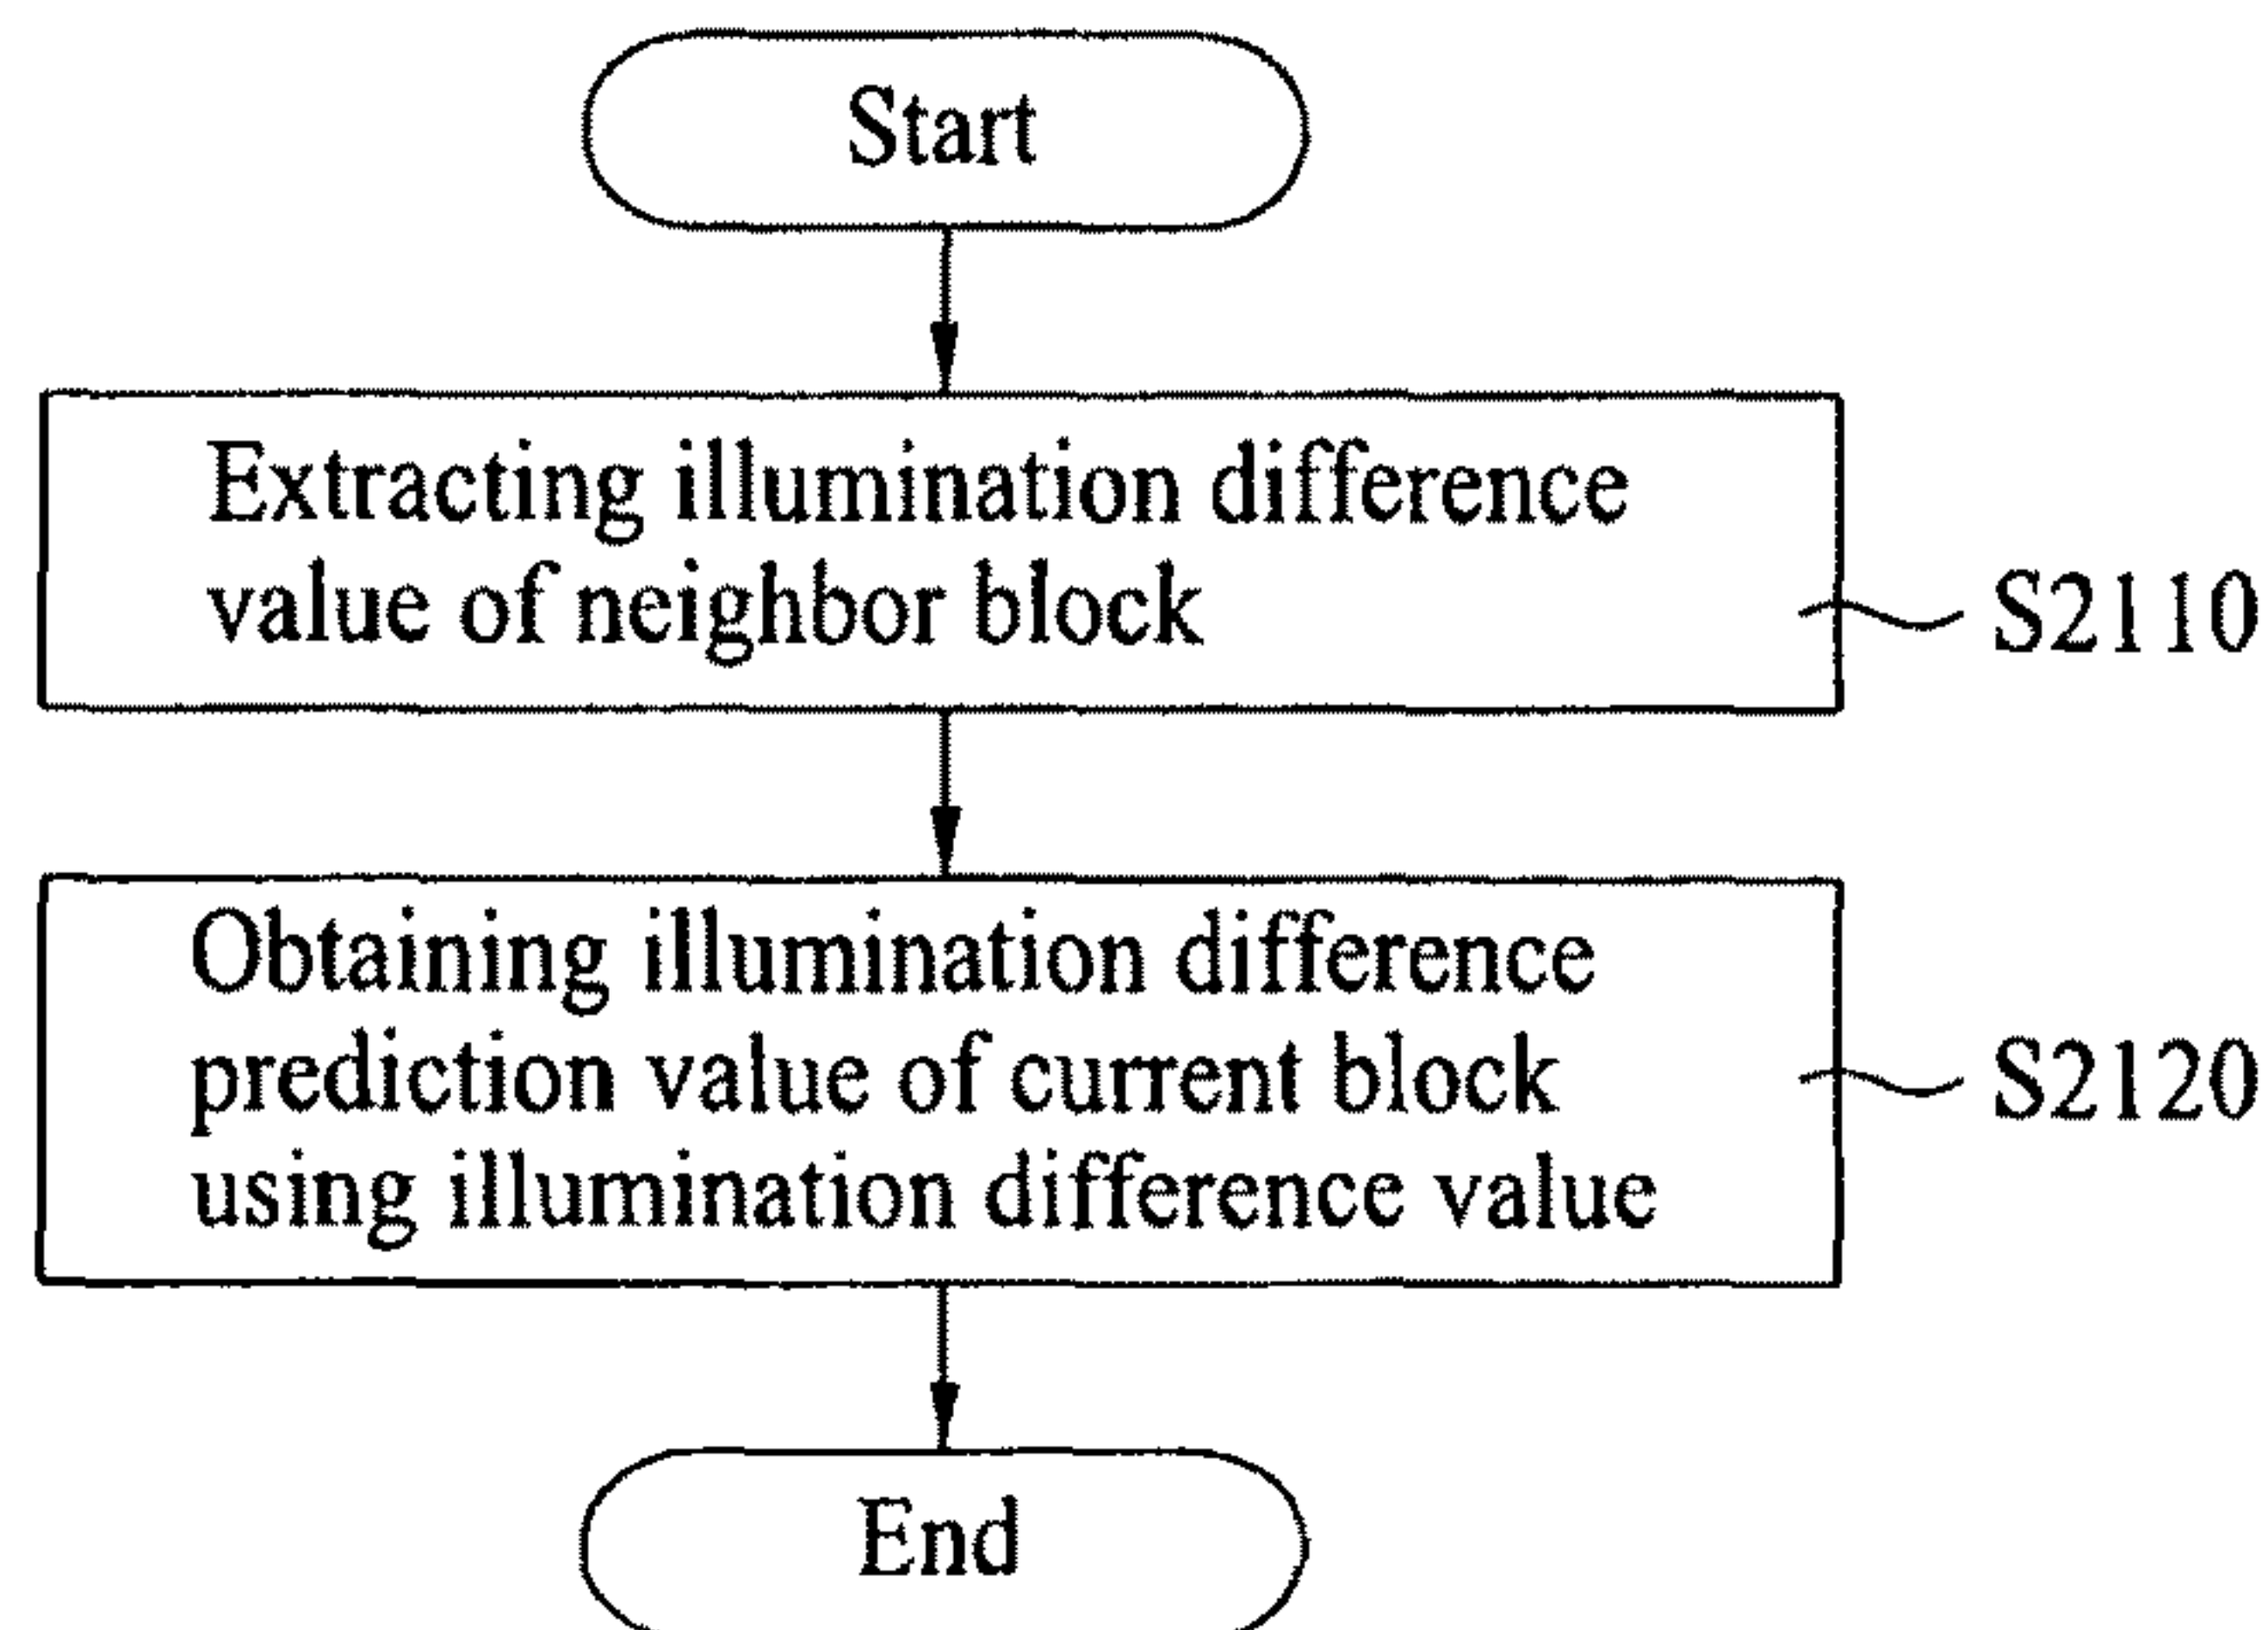 Start
Extracting illumination difference
value of neighbor block
S2110
Obtaining illumination difference
prediction value of current block
using illumination difference value
S2120
End